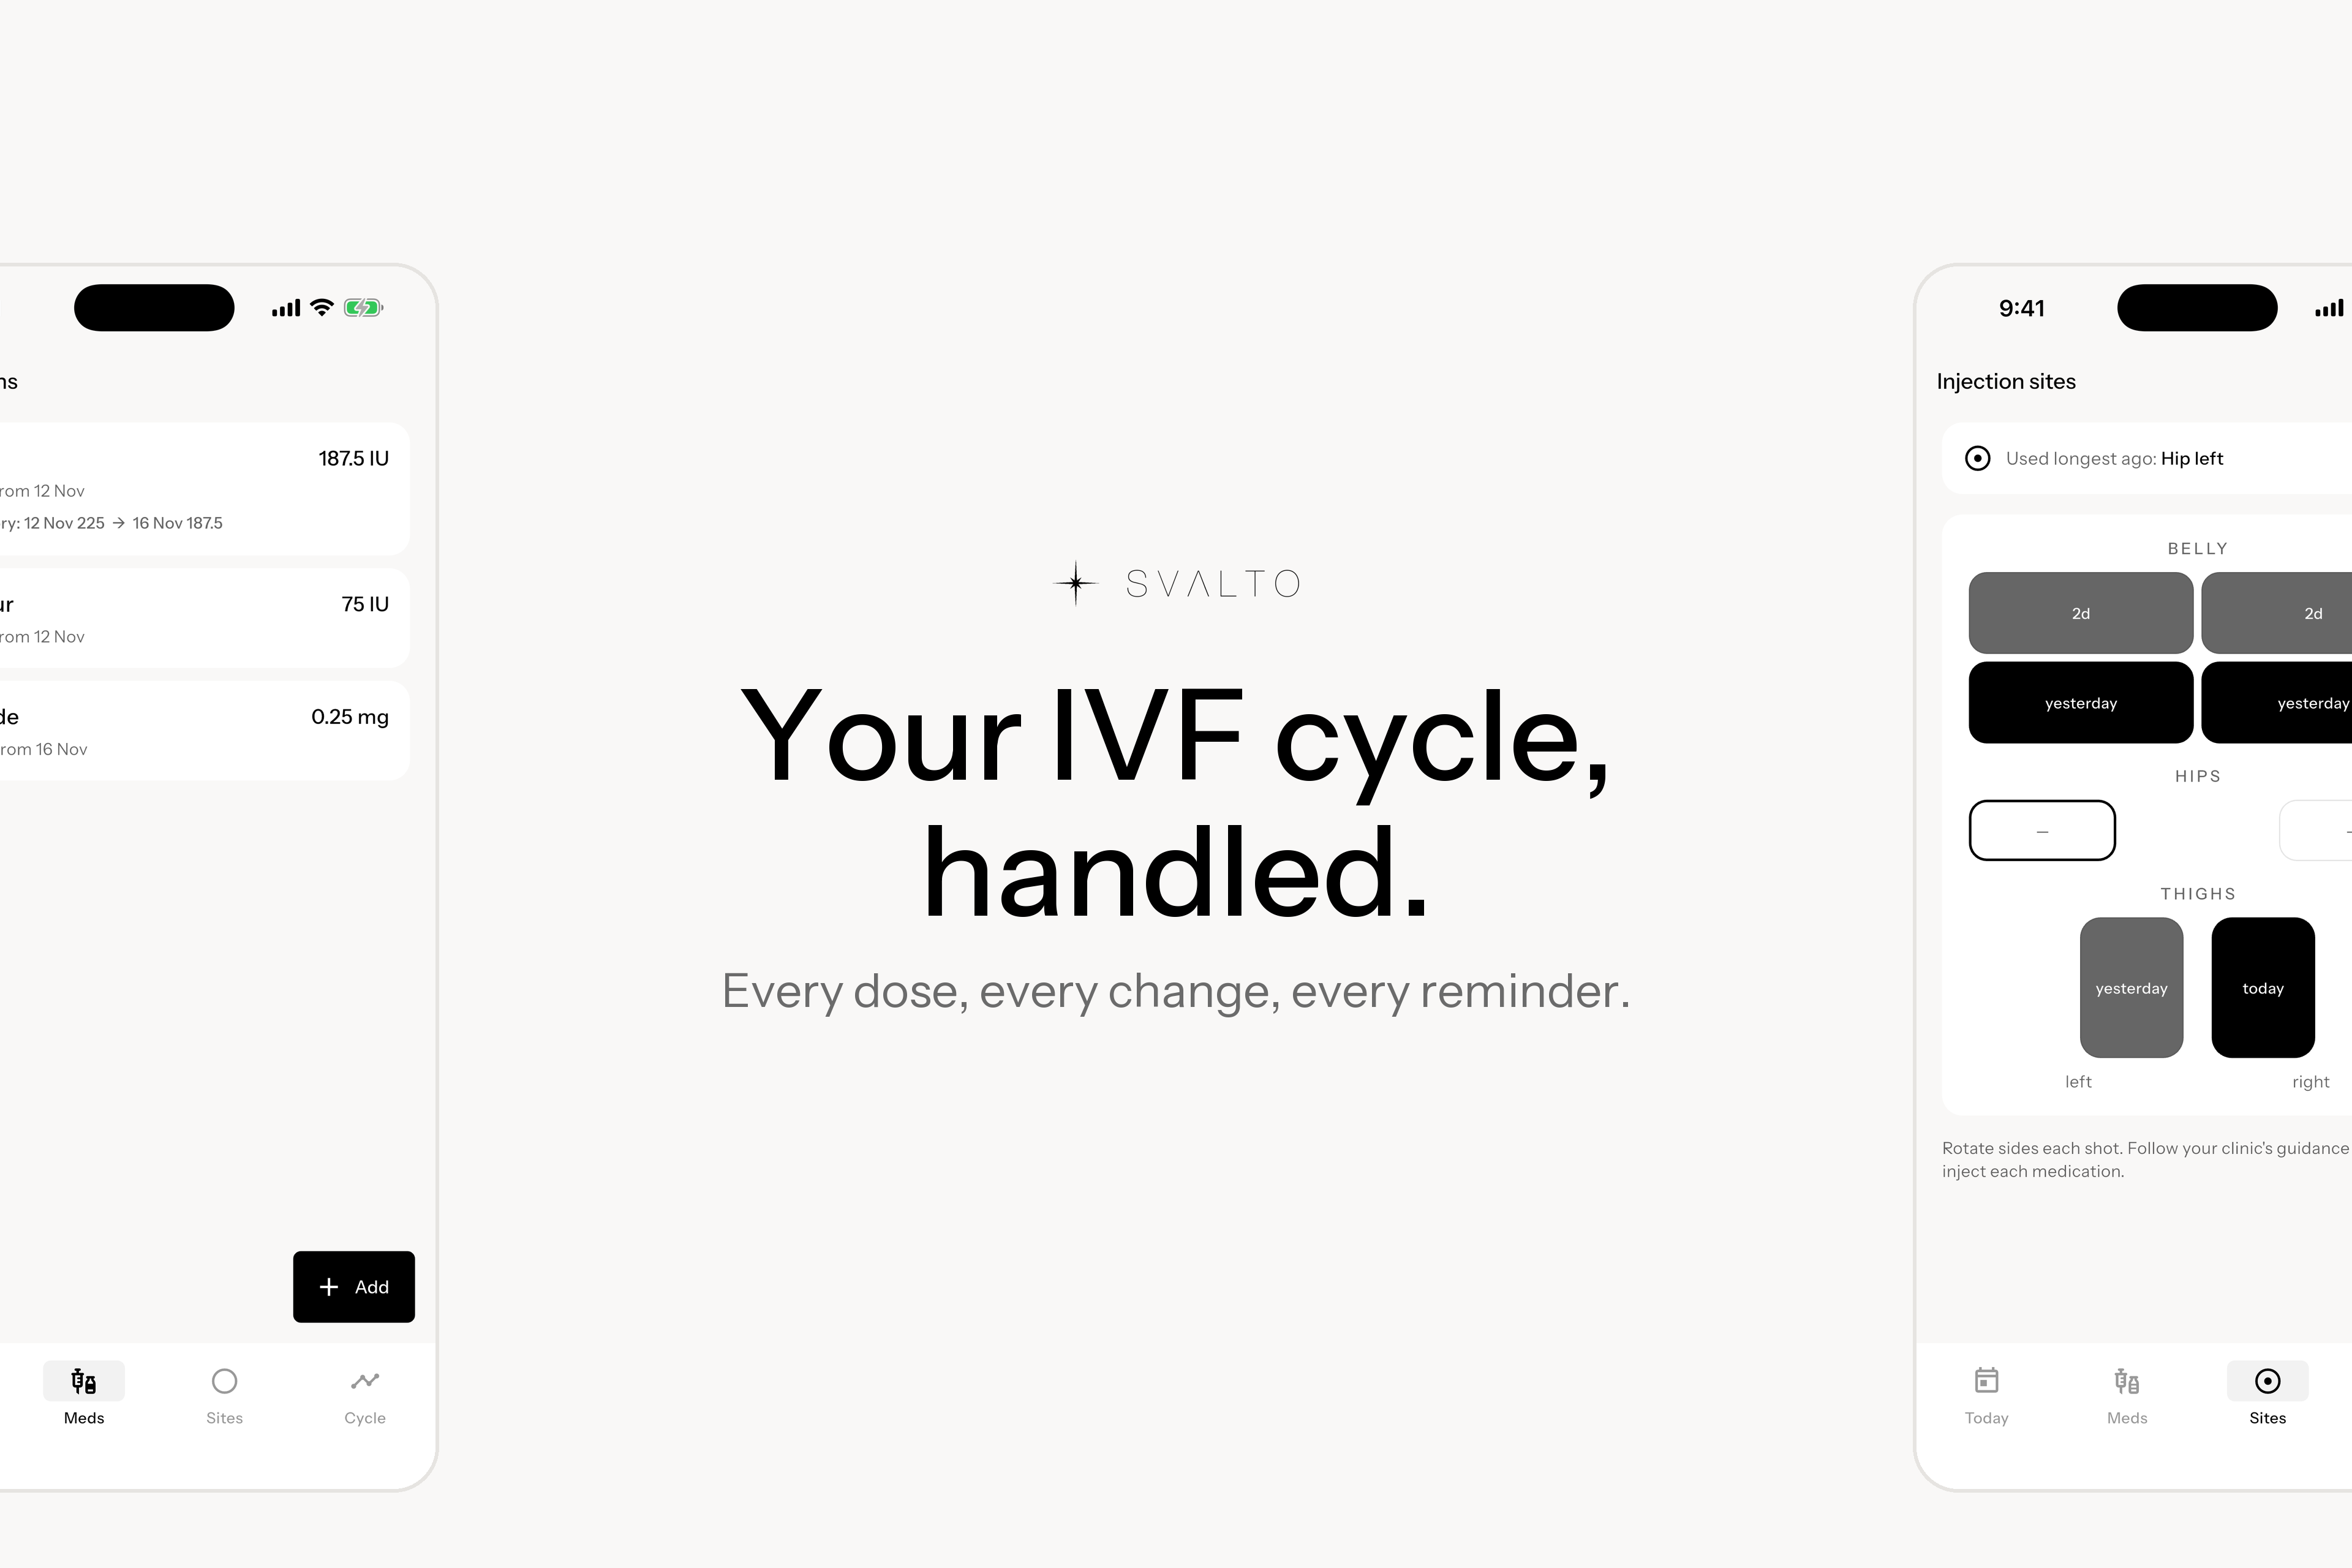 ns
187.5 IU
rom 12 Nov
ry: 12 Nov 225 → 16 Nov 187.5
ur
75 IU
rom 12 Nov
de
0.25 mg
rom 16 Nov
+ Add
Meds
Sites
Cycle
SVALTO
Your IVF cycle,
handled.
Every dose, every change, every reminder.
9:41
Injection sites
Used longest ago: Hip left
BELLY
2d
2d
yesterday
yesterday
HIPS
–
–
THIGHS
yesterday
today
left
right
Rotate sides each shot. Follow your clinic's guidance
inject each medication.
Today
Meds
Sites